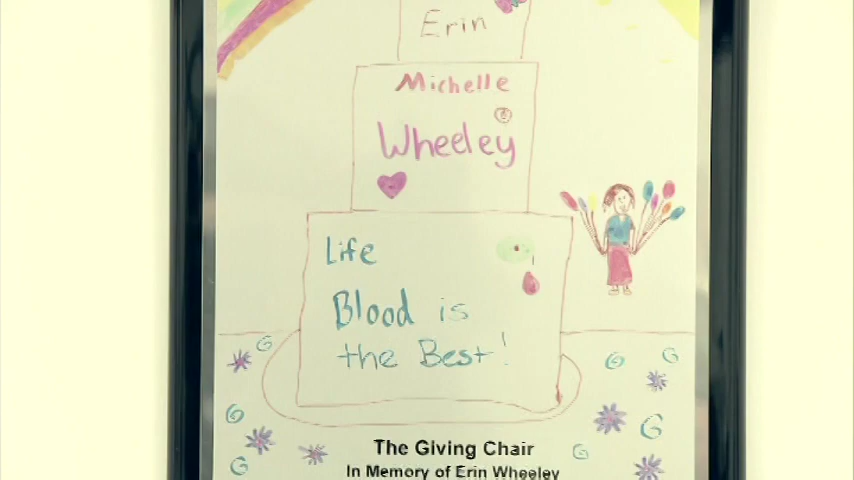 Erin
Michelle
Wheeley
Life
Blood is
the Best!
The Giving Chair
In Memory of Erin Wheeley